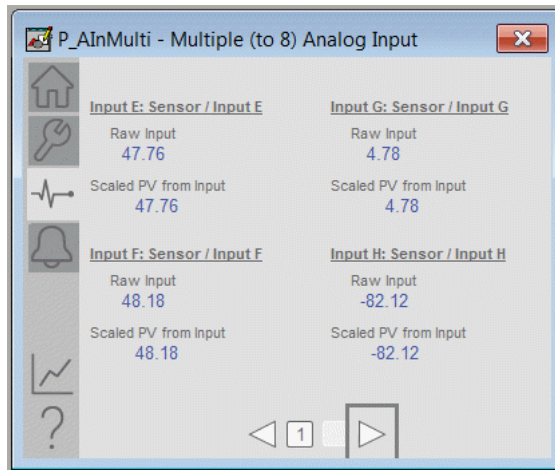 P_AInMulti - Multiple (to 8) Analog Input
Input E: Sensor / Input E
Raw Input
47.76
Scaled PV from Input
47.76
Input F: Sensor / Input F
Raw Input
48.18
Scaled PV from Input
48.18
Input G: Sensor / Input G
Raw Input
4.78
Scaled PV from Input
4.78
Input H: Sensor / Input H
Raw Input
-82.12
Scaled PV from Input
-82.12
?
1